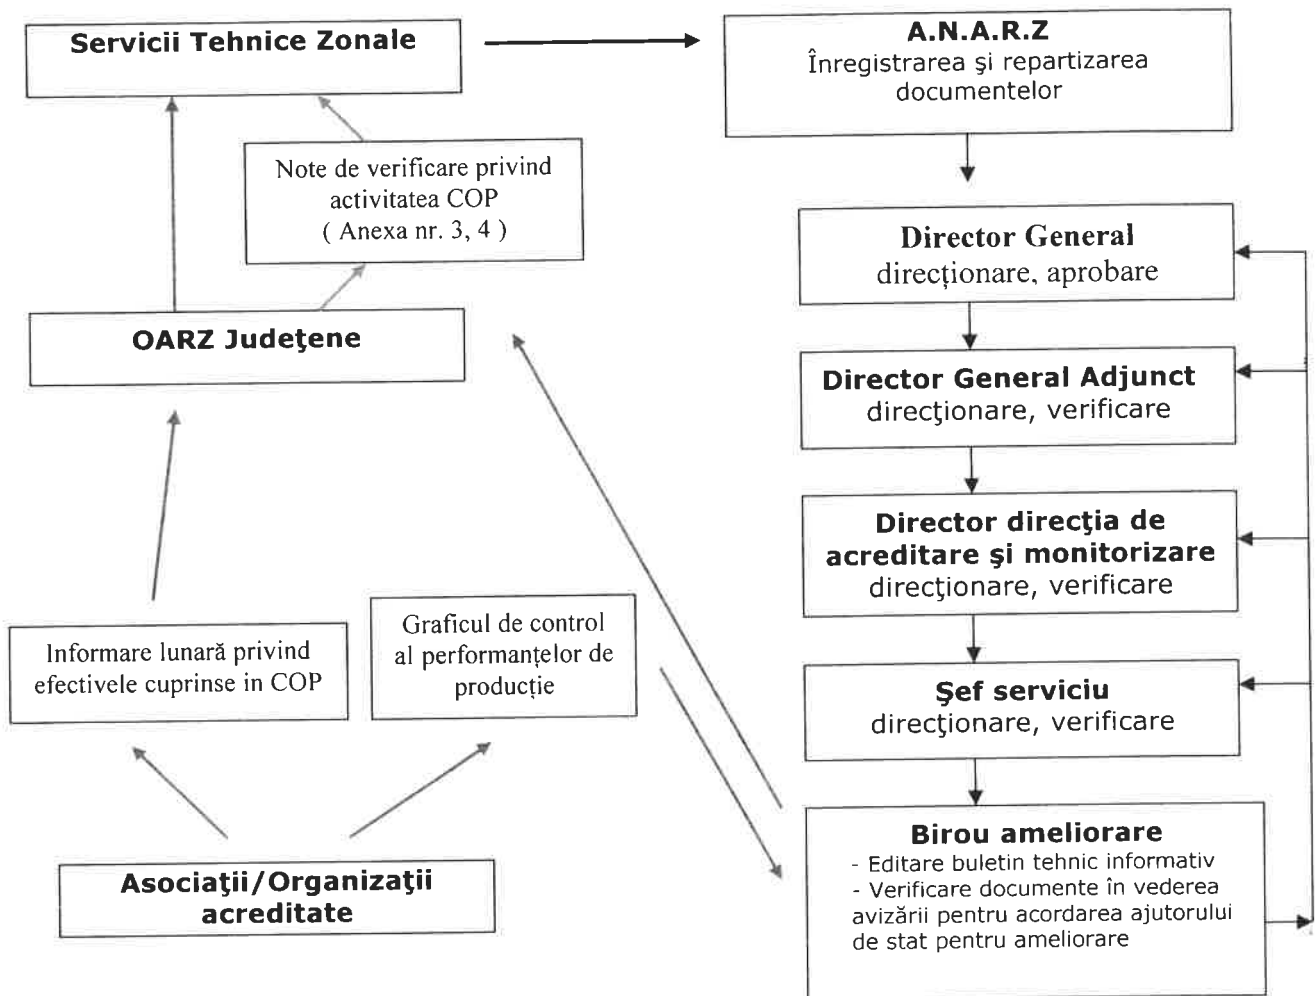 Servicii Tehnice Zonale
A.N.A.R.Z
Înregistrarea şi repartizarea
documentelor
Note de verificare privind
activitatea COP
( Anexa nr. 3, 4 )
OARZ Judeţene
Director General
direcționare, aprobare
Director General Adjunct
direcţionare, verificare
Director direcţia de
acreditare şi monitorizare
direcţionare, verificare
Informare lunară privind
efectivele cuprinse in COP
Graficul de control
al performanțelor de
producție
Şef serviciu
direcţionare, verificare
Asociaţii/Organizaţii
acreditate
Birou ameliorare
- Editare buletin tehnic informativ
- Verificare documente în vederea
avizării pentru acordarea ajutorului
de stat pentru ameliorare